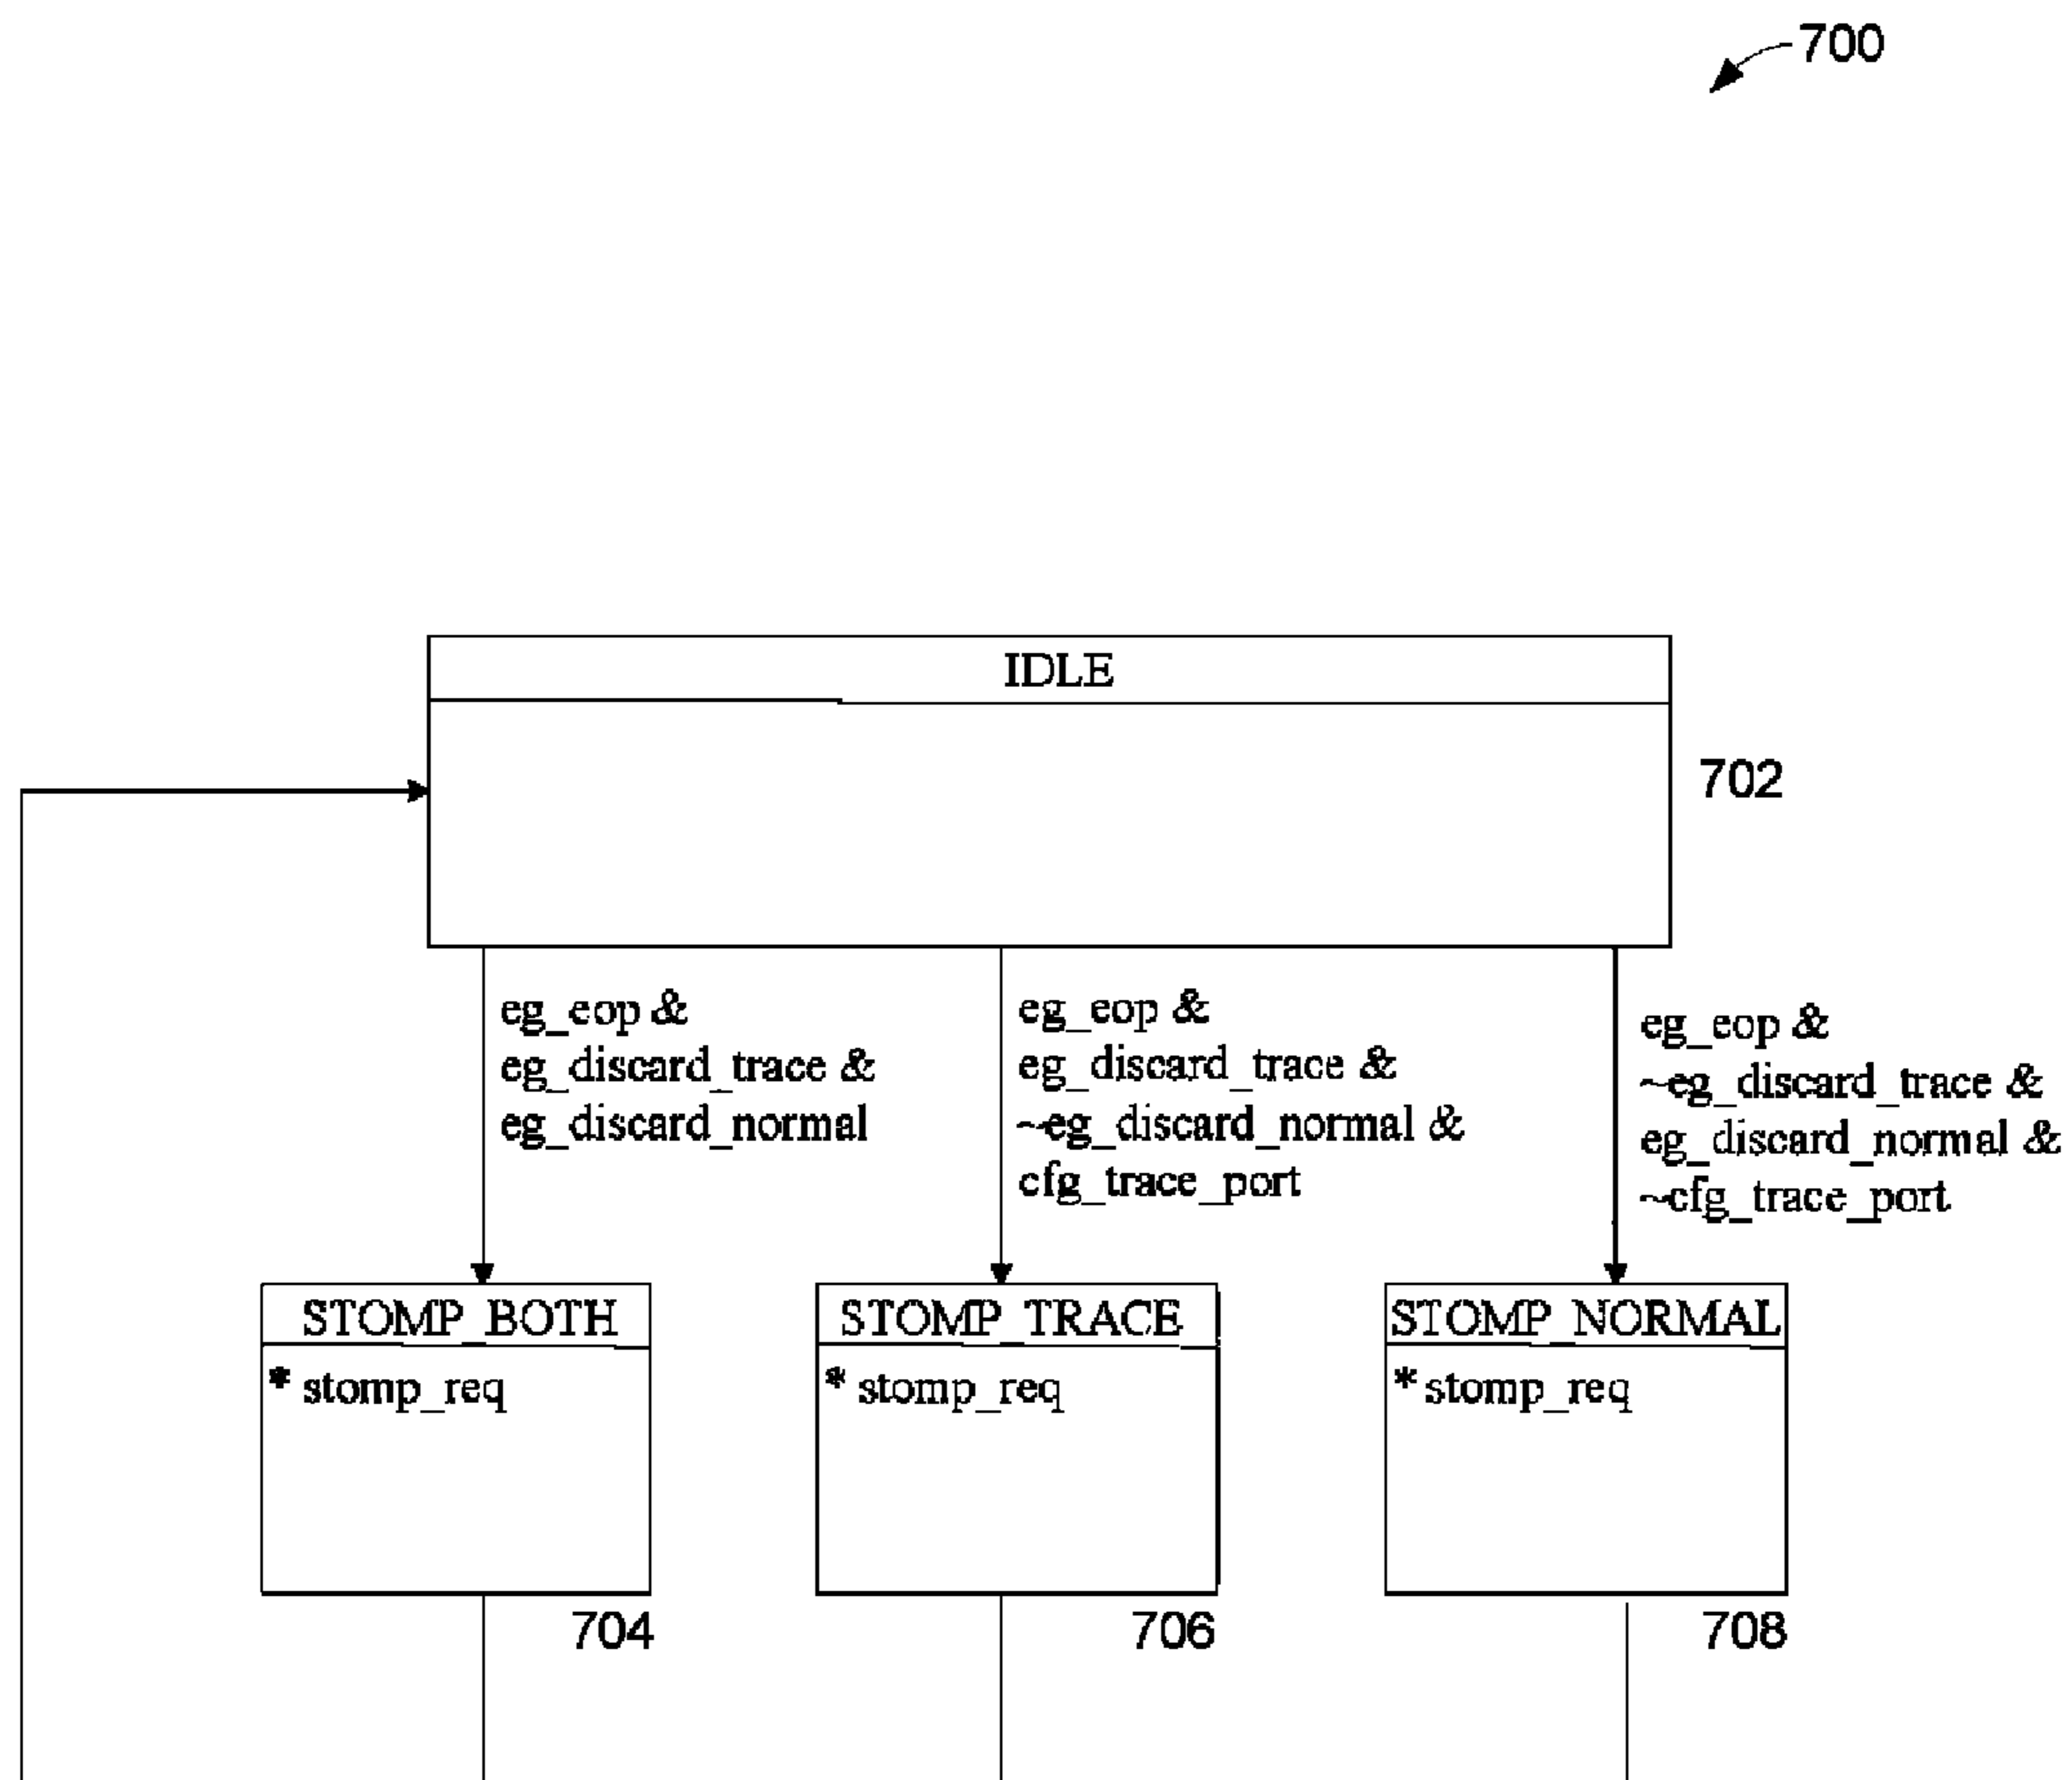 700
IDLE
702
eg_eop &
eg_discard_trace &
eg_discard_normal
eg_eop &
eg_discard_trace &
~eg_discard_normal &
cfg_trace_port
eg_eop &
~eg_discard_trace &
eg_discard_normal &
~cfg_trace_port
STOMP_BOTH
* stomp_req
704
STOMP_TRACE
* stomp_req
706
STOMP_NORMAL
* stomp_req
708